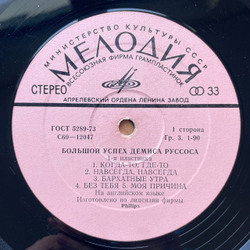 МИНИСТЕРСТВО КУЛЬТУРЫ СССР
МЕЛОДИЯ
ВСЕСОЮЗНАЯ ФИРМА ГРАМПЛАСТИНОК
СТЕРЕО
33
АПРЕЛЕВСКИЙ ОРДЕНА ЛЕНИНА ЗАВОД
ГОСТ 5289-73
1 сторона
С60—12047
Гр. 3. 1-90
БОЛЬШОЙ УСПЕХ ДЕМИСА РУССОСА
1-я пластинка
1. КОГДА-ТО, ГДЕ-ТО
2. НАВСЕГДА, НАВСЕГДА
3. БАРХАТНЫЕ УТРА
4. БЕЗ ТЕБЯ 5. МОЯ ПРИЧИНА
На английском языке
Изготовлено по лицензии фирмы
Philips